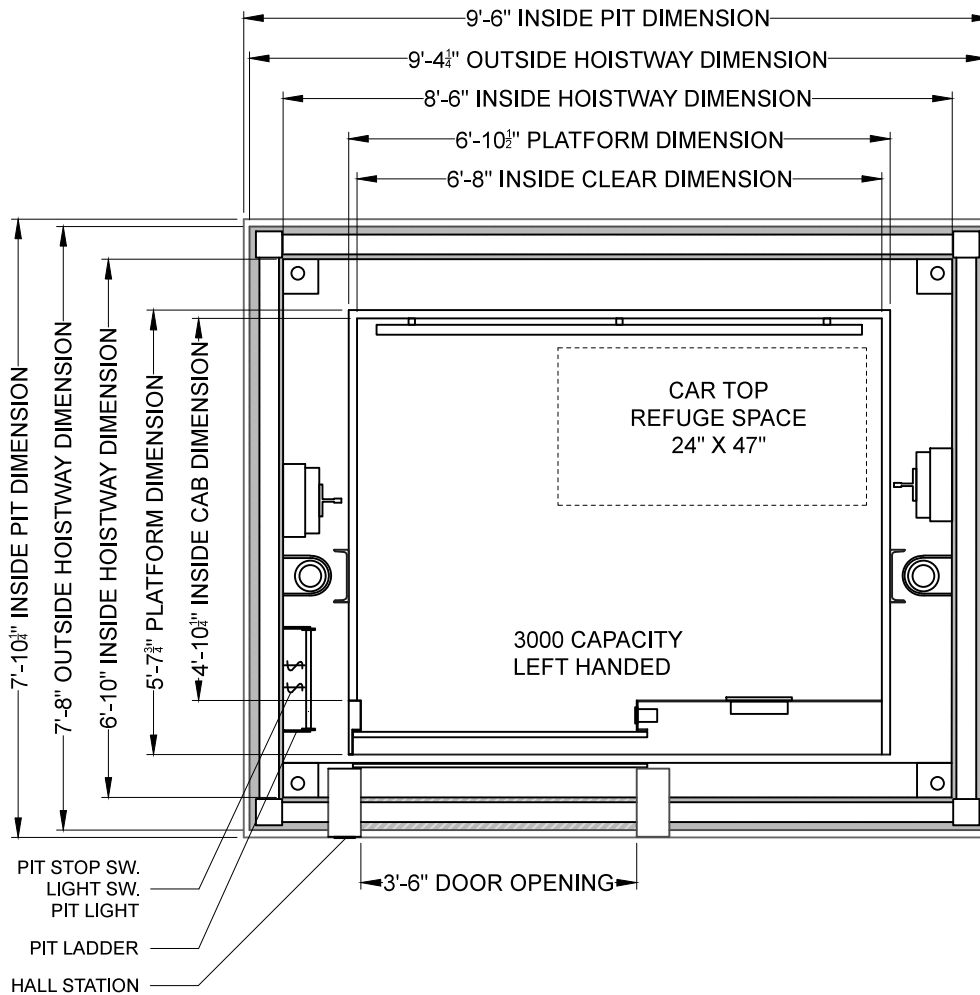 9'-6" INSIDE PIT DIMENSION
9'-4¼" OUTSIDE HOISTWAY DIMENSION
8'-6" INSIDE HOISTWAY DIMENSION
6'-10½" PLATFORM DIMENSION
6'-8" INSIDE CLEAR DIMENSION
7'-10¼" INSIDE PIT DIMENSION
7'-8" OUTSIDE HOISTWAY DIMENSION
6'-10" INSIDE HOISTWAY DIMENSION
5'-7¾" PLATFORM DIMENSION
4'-10¼" INSIDE CAB DIMENSION
CAR TOP
REFUGE SPACE
24" X 47"
3000 CAPACITY
LEFT HANDED
3'-6" DOOR OPENING
PIT STOP SW.
LIGHT SW.
PIT LIGHT
PIT LADDER
HALL STATION